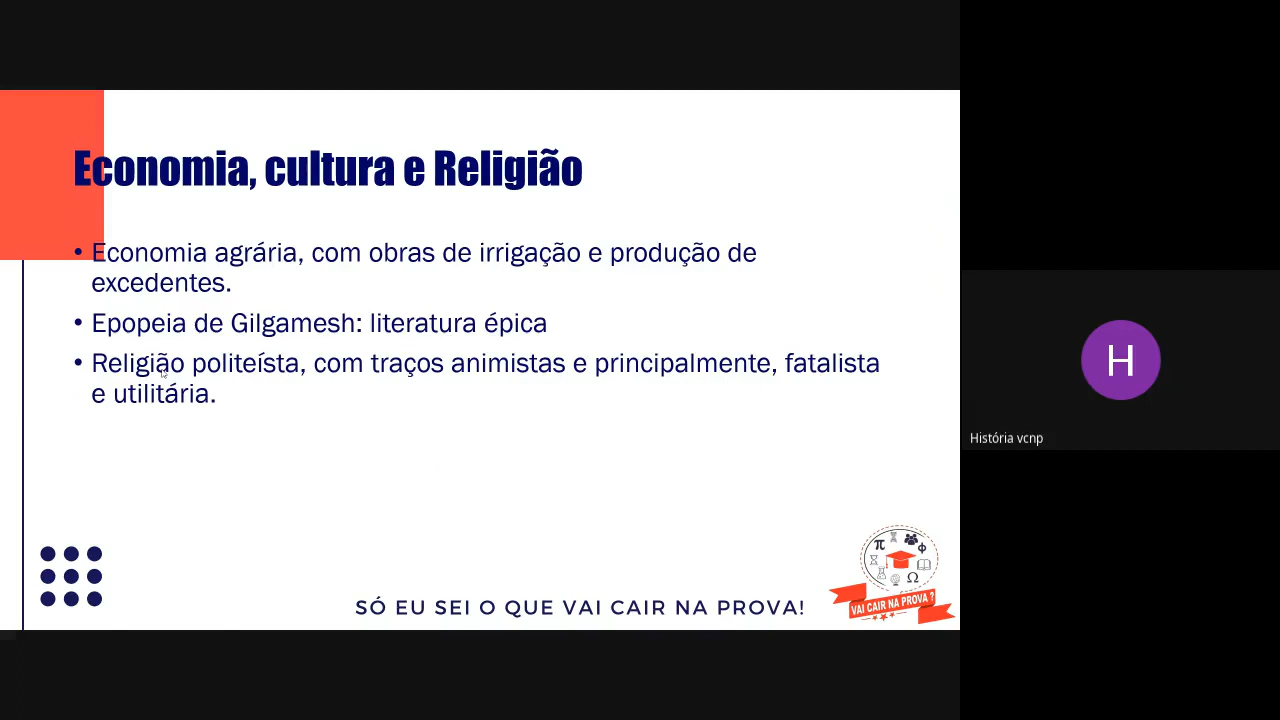 Economia, cultura e Religião
• Economia agrária, com obras de irrigação e produção de
excedentes.
• Epopeia de Gilgamesh: literatura épica
• Religião politeísta, com traços animistas e principalmente, fatalista
e utilitária.
H
História vcnp
π
Φ
Ω
VAI CAIR NA PROVA ?
SÓ EU SEI O QUE VAI CAIR NA PROVA!